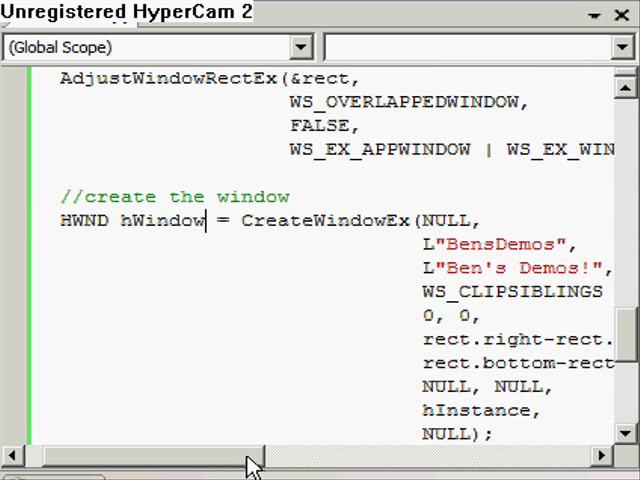 Unregistered HyperCam 2
(Global Scope)
AdjustWindowRectEx(&rect,
WS_OVERLAPPEDWINDOW,
FALSE,
WS_EX_APPWINDOW | WS_EX_WIN
//create the window
HWND hWindow = CreateWindowEx(NULL,
L"BensDemos",
L"Ben's Demos!",
WS_CLIPSIBLINGS
0, 0,
rect.right-rect.
rect.bottom-rect
NULL, NULL,
hInstance,
NULL);